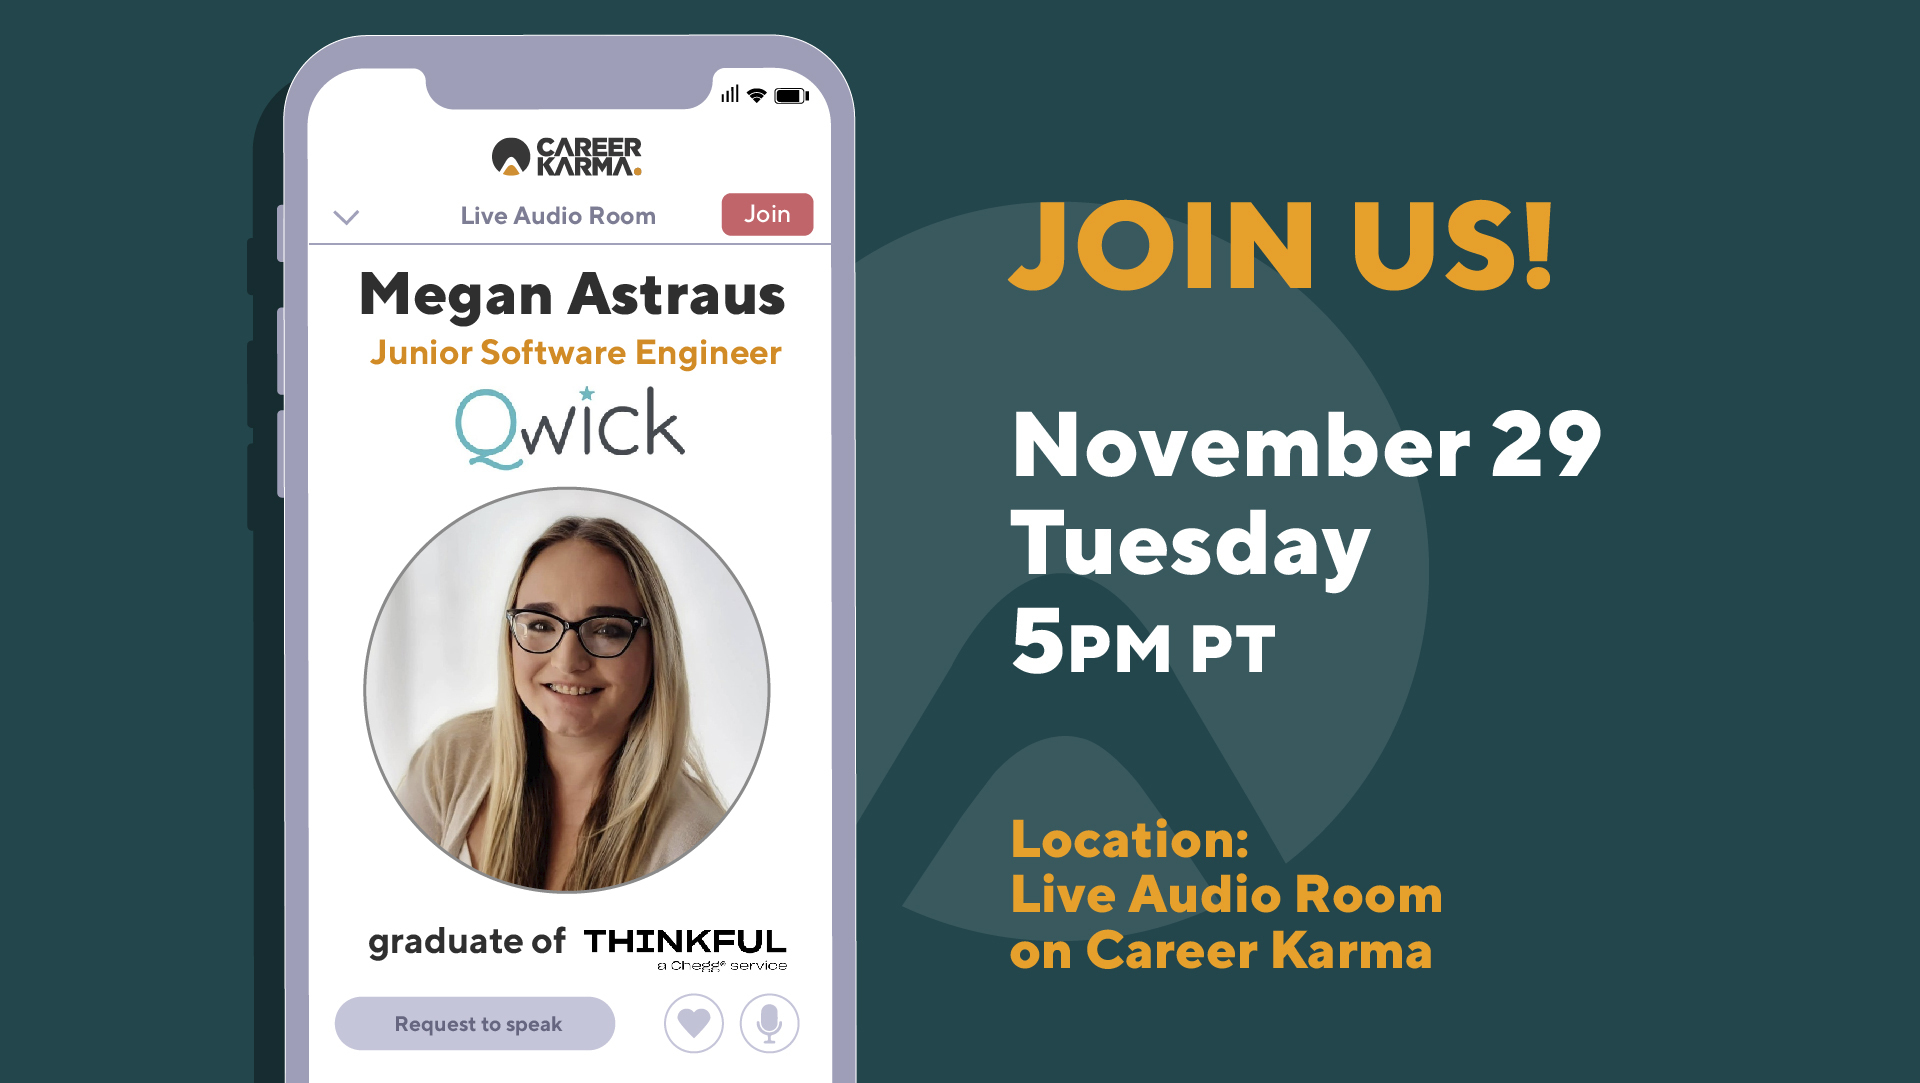 CAREER
KARMA.
Live Audio Room
Join
Megan Astraus
Junior Software Engineer
Qwick
graduate of THINKFUL
a Chegg® service
Request to speak
JOIN US!
November 29
Tuesday
5PM PT
Location:
Live Audio Room
on Career Karma